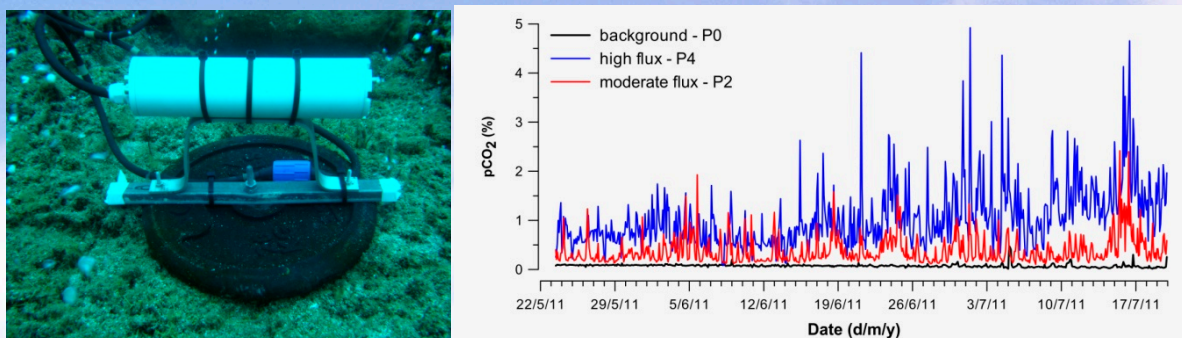 background - P0
high flux - P4
moderate flux - P2
pCO₂ (%)
5
4
3
2
1
0
22/5/11 29/5/11 5/6/11 12/6/11 19/6/11 26/6/11 3/7/11 10/7/11 17/7/11
Date (d/m/y)